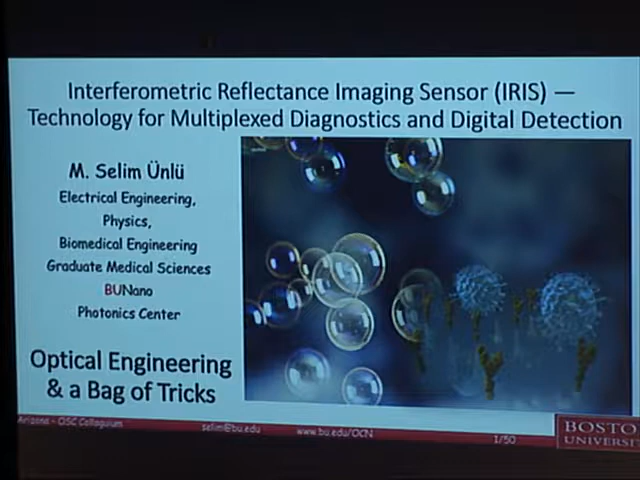 Interferometric Reflectance Imaging Sensor (IRIS) —
Technology for Multiplexed Diagnostics and Digital Detection
M. Selim Ünlü
Electrical Engineering,
Physics,
Biomedical Engineering
Graduate Medical Sciences
BUNano
Photonics Center
Optical Engineering
& a Bag of Tricks
Arizona - OSC Colloquium
selim@bu.edu
www.bu.edu/OCN
1/50
BOSTO
UNIVERSI